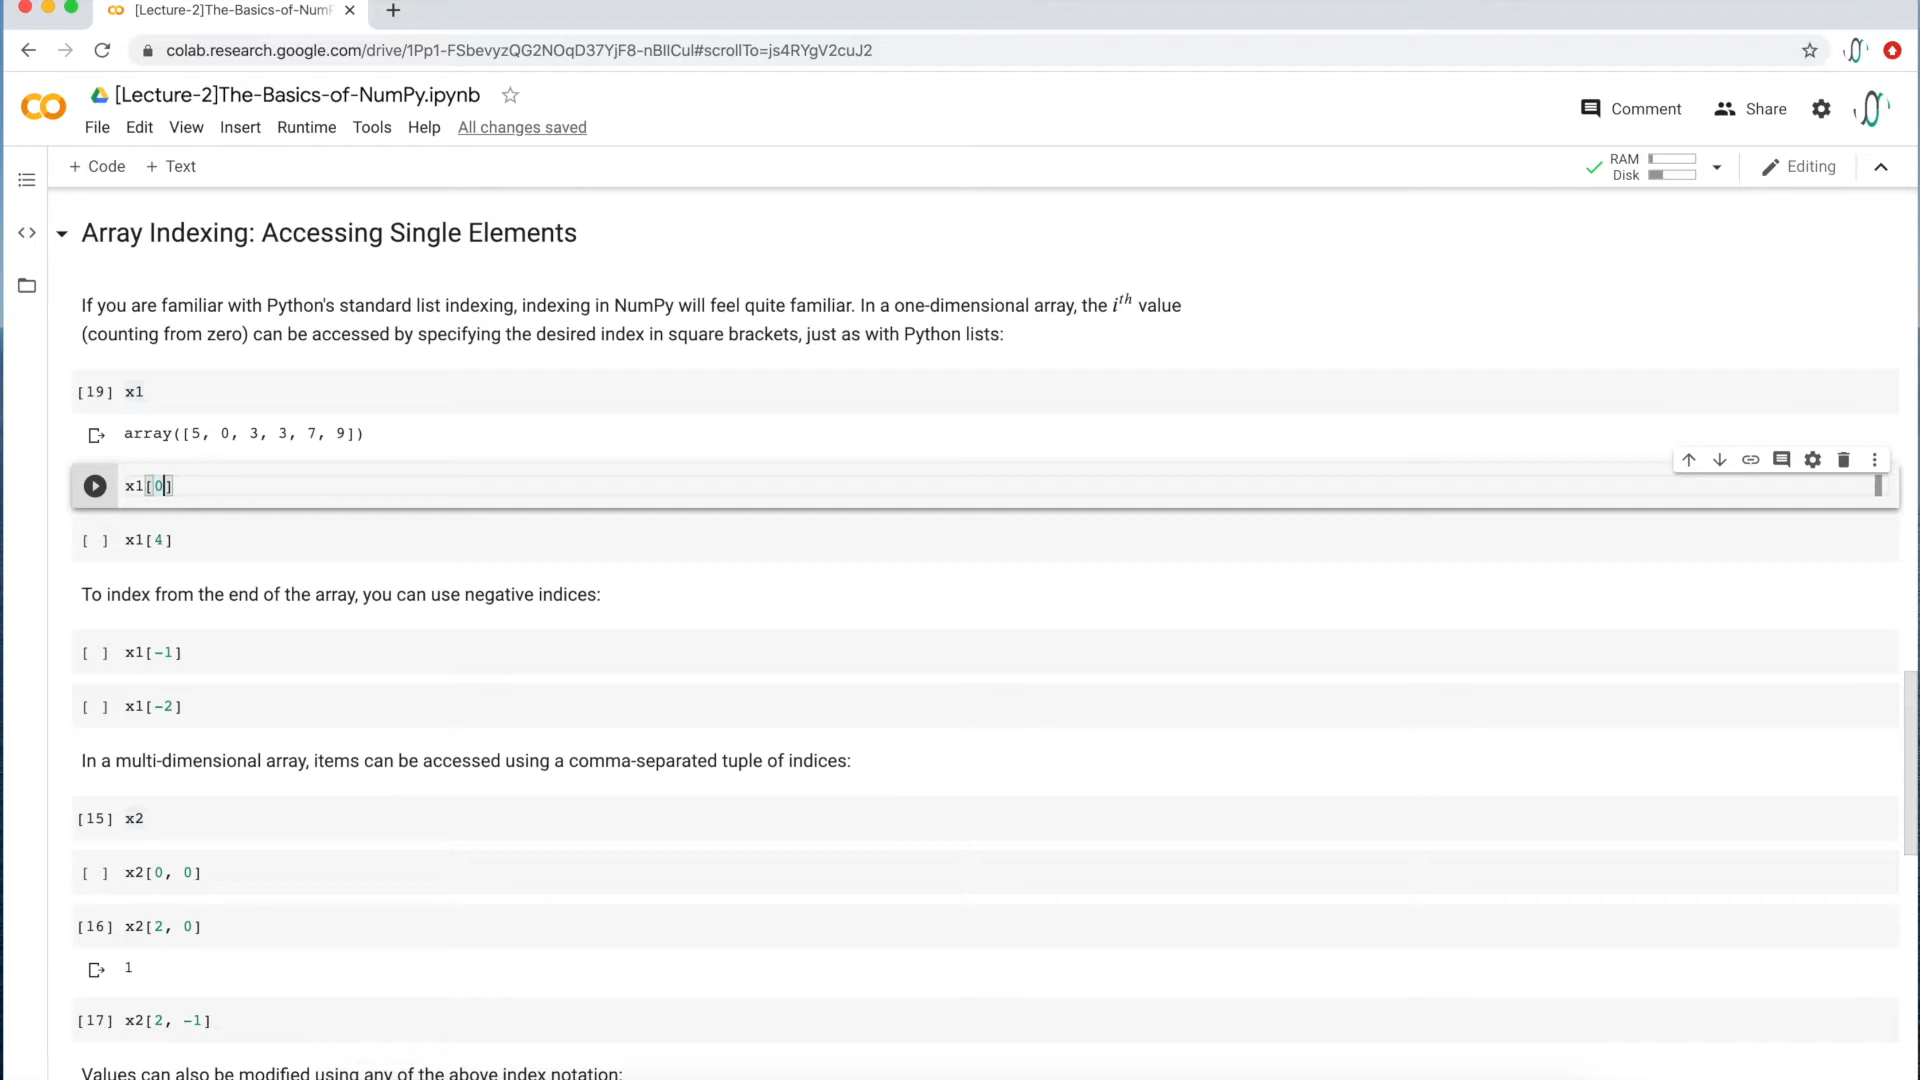 [Lecture-2]The-Basics-of-NumP
colab.research.google.com/drive/1Pp1-FSbevyzQG2NOqD37YjF8-nBIlCul#scrollTo=js4RYgV2cuJ2
[Lecture-2]The-Basics-of-NumPy.ipynb
Comment Share
File Edit View Insert Runtime Tools Help All changes saved
+ Code + Text
RAM
Disk
Editing
Array Indexing: Accessing Single Elements
If you are familiar with Python's standard list indexing, indexing in NumPy will feel quite familiar. In a one-dimensional array, the i^th value
(counting from zero) can be accessed by specifying the desired index in square brackets, just as with Python lists:
[19] x1
array([5, 0, 3, 3, 7, 9])
x1[0]
[ ] x1[4]
To index from the end of the array, you can use negative indices:
[ ] x1[-1]
[ ] x1[-2]
In a multi-dimensional array, items can be accessed using a comma-separated tuple of indices:
[15] x2
[ ] x2[0, 0]
[16] x2[2, 0]
1
[17] x2[2, -1]
Values can also be modified using any of the above index notation: